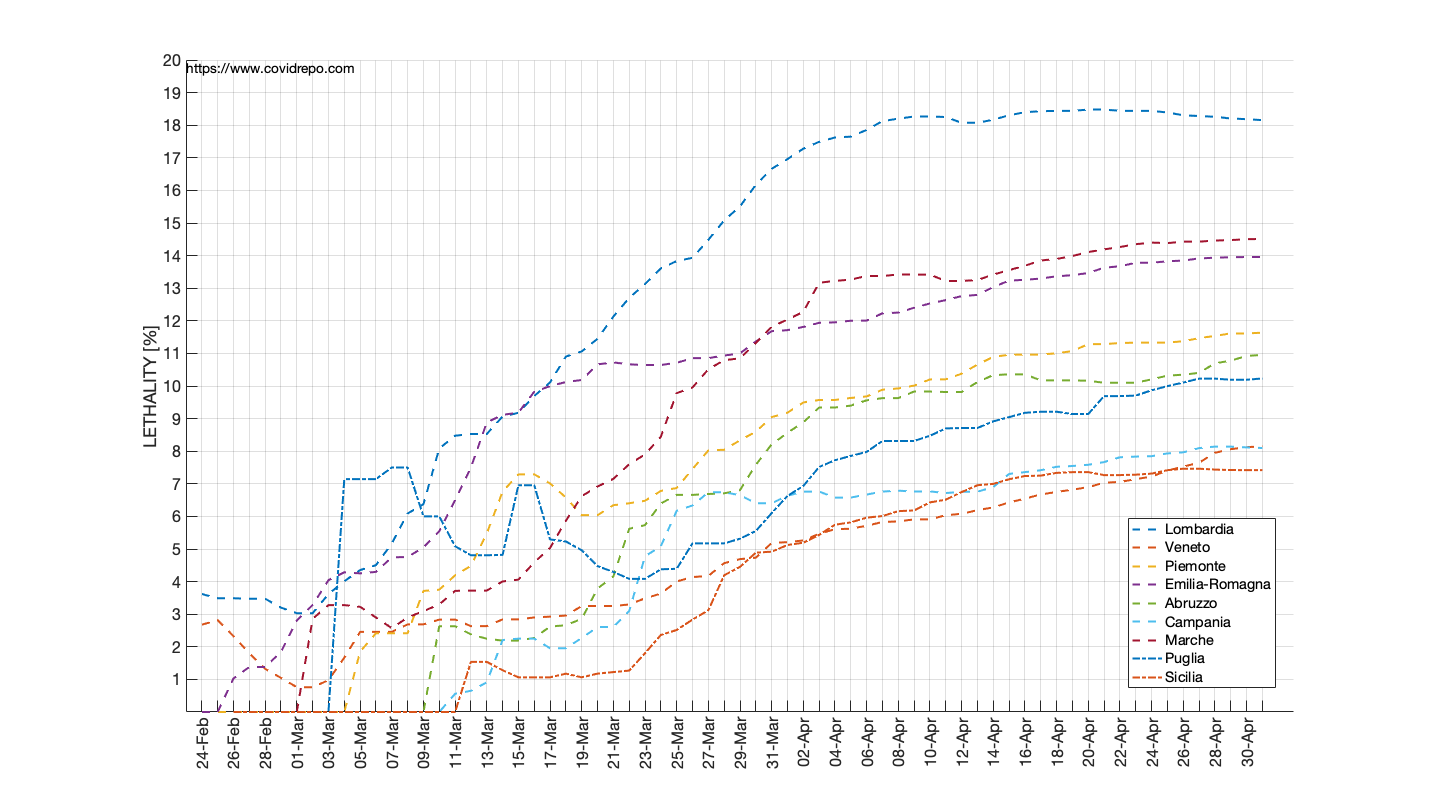 https://www.covidrepo.com
20
19
18
17
16
15
14
13
12
11
10
9
8
7
6
5
4
3
2
1
LETHALITY [%]
24-Feb
26-Feb
28-Feb
01-Mar
03-Mar
05-Mar
07-Mar
09-Mar
11-Mar
13-Mar
15-Mar
17-Mar
19-Mar
21-Mar
23-Mar
25-Mar
27-Mar
29-Mar
31-Mar
02-Apr
04-Apr
06-Apr
08-Apr
10-Apr
12-Apr
14-Apr
16-Apr
18-Apr
20-Apr
22-Apr
24-Apr
26-Apr
28-Apr
30-Apr
Lombardia
Veneto
Piemonte
Emilia-Romagna
Abruzzo
Campania
Marche
Puglia
Sicilia